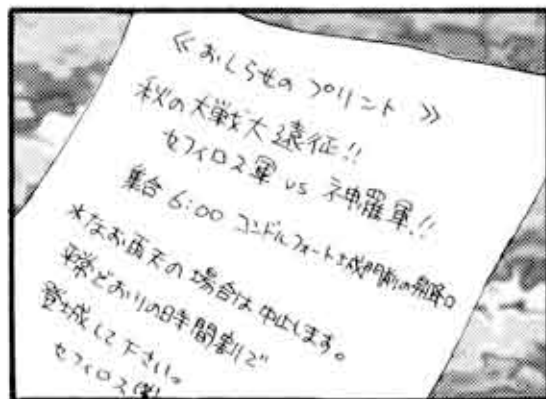 ≪おしらせのプリント≫
秋の大戦大遠征!!
セフィロス軍 vs 神羅軍!!
集合 6:00 コンドルフォート城門前の
*なお雨天の場合は中止します。
平常どおりの時間割で
登城して下さい。
セフィロス